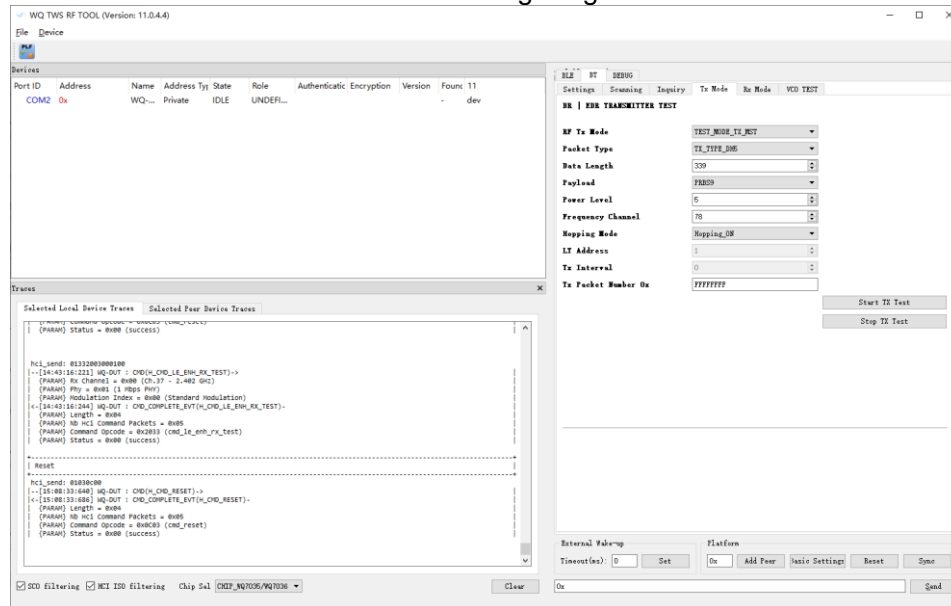 WQ TWS RF TOOL (Version: 11.0.4.4)
File Device
PLF
Devices
Port ID Address Name Address Typ State Role Authenticatic Encryption Version Founc 11
COM2 0x WQ-... Private IDLE UNDEFI... - dev
Traces
Selected Local Device Traces Selected Peer Device Traces
| {PARAM} Command Opcode = 0x0C03 (cmd_reset)
| {PARAM} Status = 0x00 (success)
hci_send: 01332003000100
|--[14:43:16:221] WQ-DUT : CMD(H_CMD_LE_ENH_RX_TEST)->
| {PARAM} Rx Channel = 0x00 (Ch.37 - 2.402 GHz)
| {PARAM} Phy = 0x01 (1 Mbps PHY)
| {PARAM} Modulation Index = 0x00 (Standard Modulation)
|<-[14:43:16:244] WQ-DUT : CMD_COMPLETE_EVT(H_CMD_LE_ENH_RX_TEST)-
| {PARAM} Length = 0x04
| {PARAM} Nb Hci Command Packets = 0x05
| {PARAM} Command Opcode = 0x2033 (cmd_le_enh_rx_test)
| {PARAM} Status = 0x00 (success)
| Reset
hci_send: 01030c00
|--[15:08:33:640] WQ-DUT : CMD(H_CMD_RESET)->
|<-[15:08:33:686] WQ-DUT : CMD_COMPLETE_EVT(H_CMD_RESET)-
| {PARAM} Length = 0x04
| {PARAM} Nb Hci Command Packets = 0x05
| {PARAM} Command Opcode = 0x0C03 (cmd_reset)
| {PARAM} Status = 0x00 (success)
SCO filtering HCI ISO filtering Chip Sel CHIP_WQ7035/WQ7036 Clear
BLE BT DEBUG
Settings Scanning Inquiry Tx Mode Rx Mode VCO TEST
BR | EDR TRANSMITTER TEST
RF Tx Mode TEST_MODE_TX_MST
Packet Type TX_TYPE_DH5
Data Length 339
Payload PRBS9
Power Level 5
Frequency Channel 78
Hopping Mode Hopping_ON
LT Address 1
Tx Interval 0
Tx Packet Number 0x FFFFFFFF
Start TX Test
Stop TX Test
External Wake-up Platform
Timeout(ms): 0 Set 0x Add Peer Basic Settings Reset Sync
0x Send